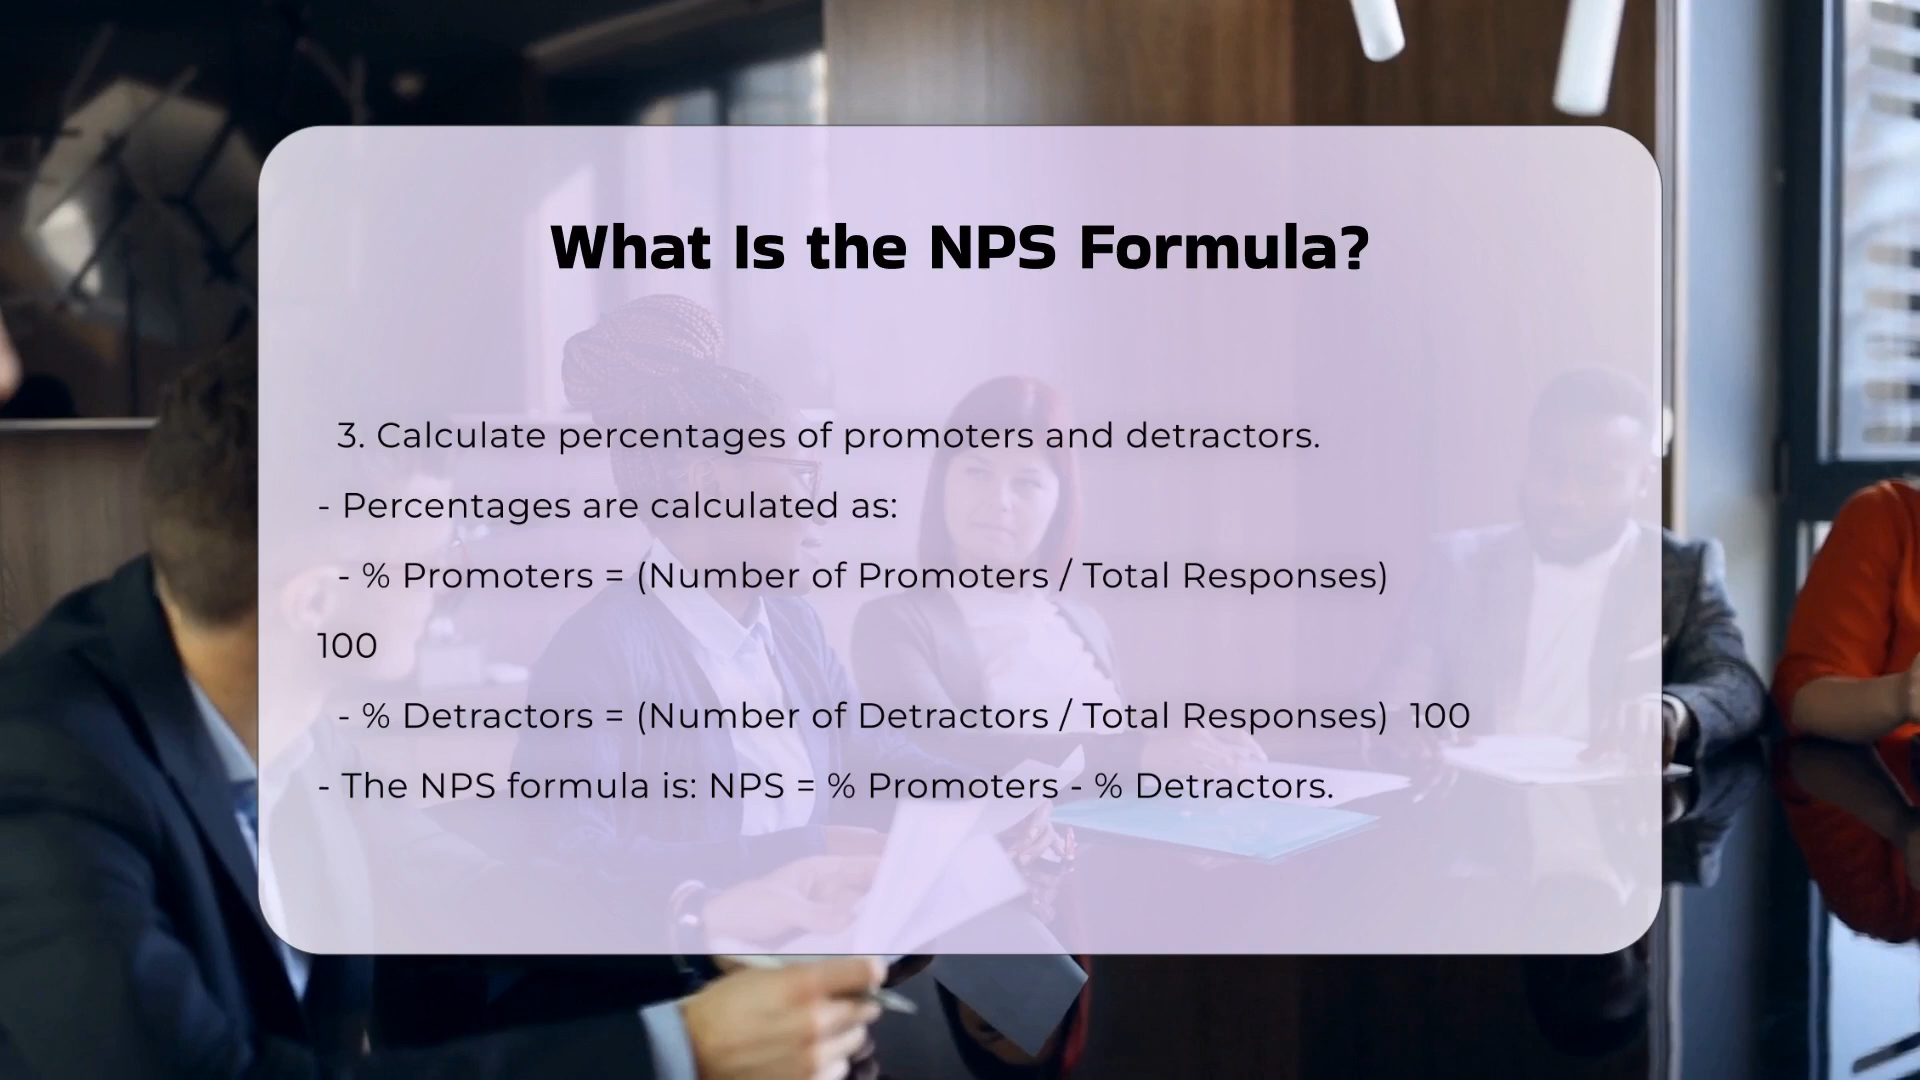 What Is the NPS Formula?
3. Calculate percentages of promoters and detractors.
- Percentages are calculated as:
- % Promoters = (Number of Promoters / Total Responses)
100
- % Detractors = (Number of Detractors / Total Responses)  100
- The NPS formula is: NPS = % Promoters - % Detractors.